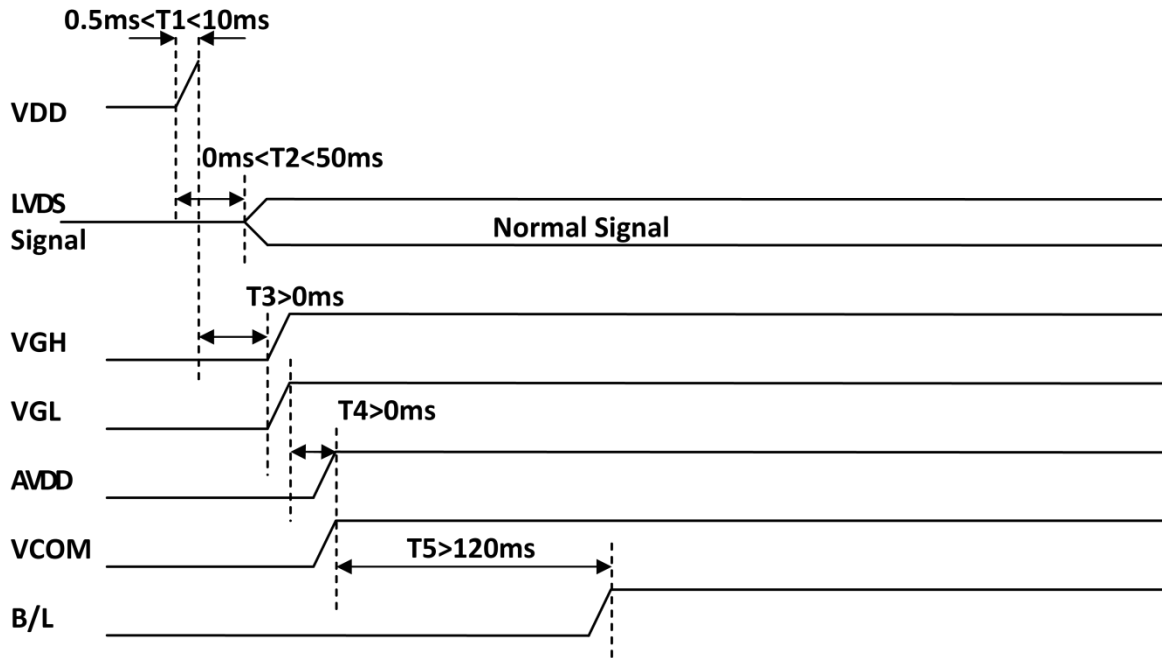 0.5ms<T1<10ms
VDD
0ms<T2<50ms
LVDS
Signal
Normal Signal
T3>0ms
VGH
VGL
T4>0ms
AVDD
VCOM
T5>120ms
B/L